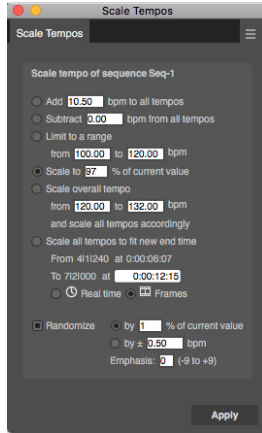 Scale Tempos
Scale Tempos
Scale tempo of sequence Seq-1
Add 10.50 bpm to all tempos
Subtract 0.00 bpm from all tempos
Limit to a range
from 100.00 to 120.00 bpm
Scale to 97 % of current value
Scale overall tempo
from 120.00 to 132.00 bpm
and scale all tempos accordingly
Scale all tempos to fit new end time
From 4|1|240 at 0:00:06:07
To 7|2|000 at 0:00:12:15
Real time Frames
Randomize by 1 % of current value
by ± 0.50 bpm
Emphasis: 0 (-9 to +9)
Apply